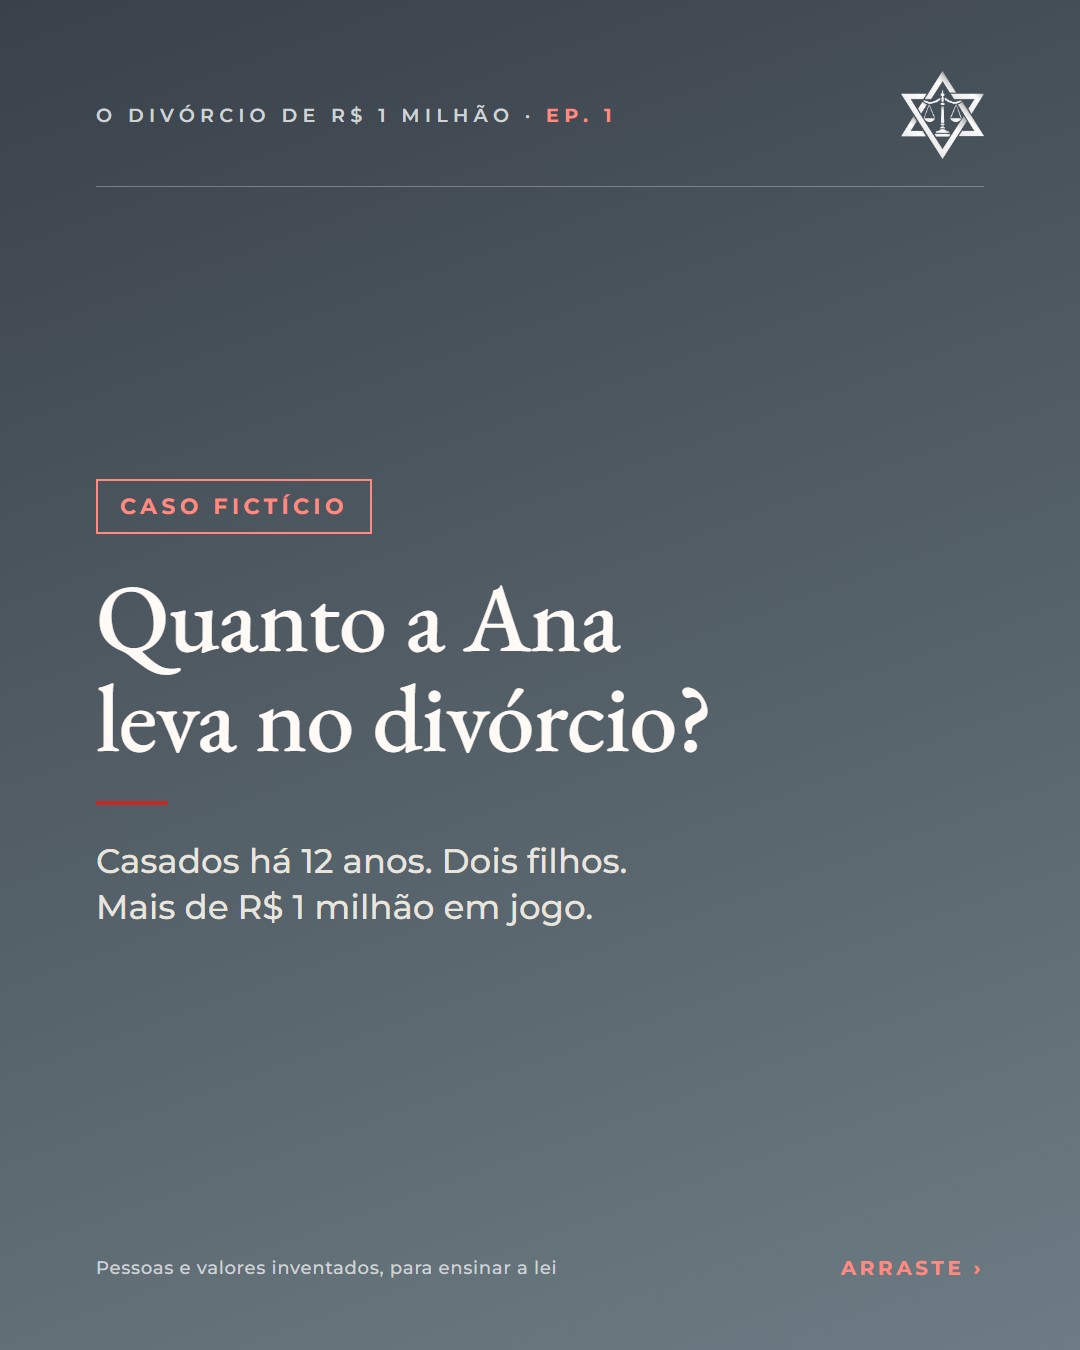 O DIVÓRCIO DE R$ 1 MILHÃO · EP. 1
CASO FICTÍCIO
Quanto a Ana
leva no divórcio?
Casados há 12 anos. Dois filhos.
Mais de R$ 1 milhão em jogo.
Pessoas e valores inventados, para ensinar a lei
ARRASTE ›